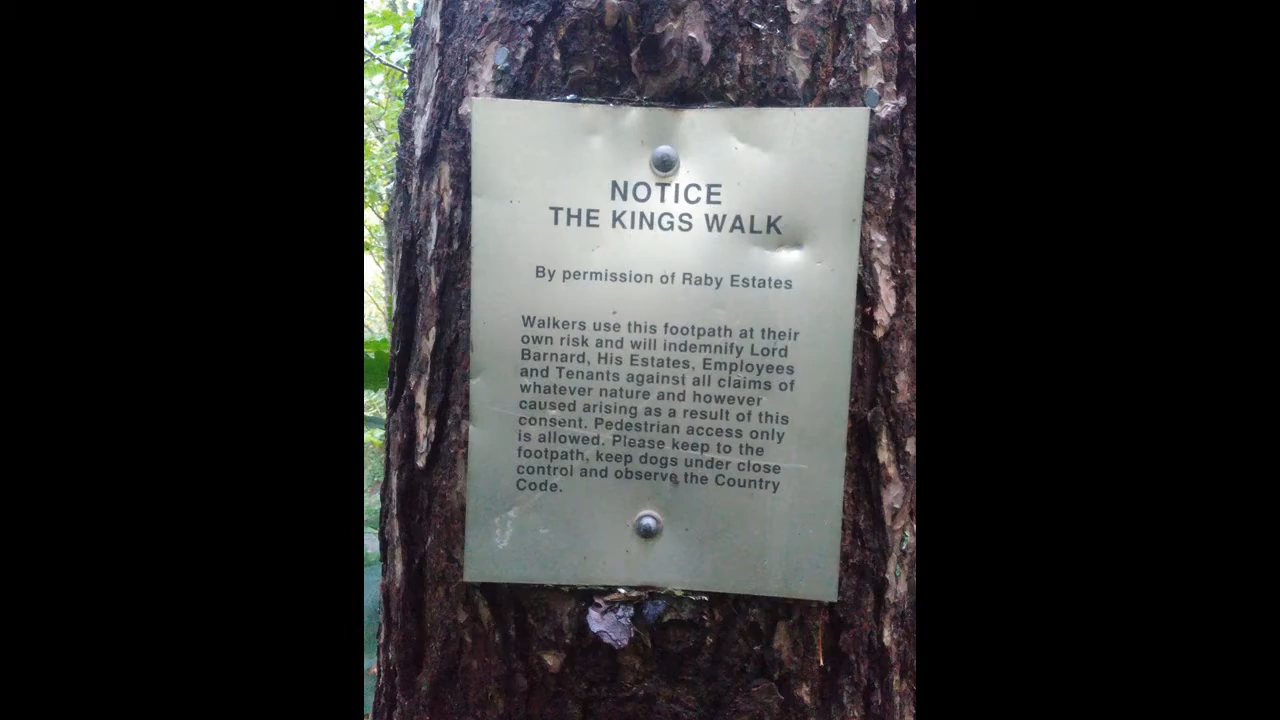 NOTICE
THE KINGS WALK
By permission of Raby Estates
Walkers use this footpath at their
own risk and will indemnify Lord
Barnard, His Estates, Employees
and Tenants against all claims of
whatever nature and however
caused arising as a result of this
consent. Pedestrian access only
is allowed. Please keep to the
footpath, keep dogs under close
control and observe the Country
Code.